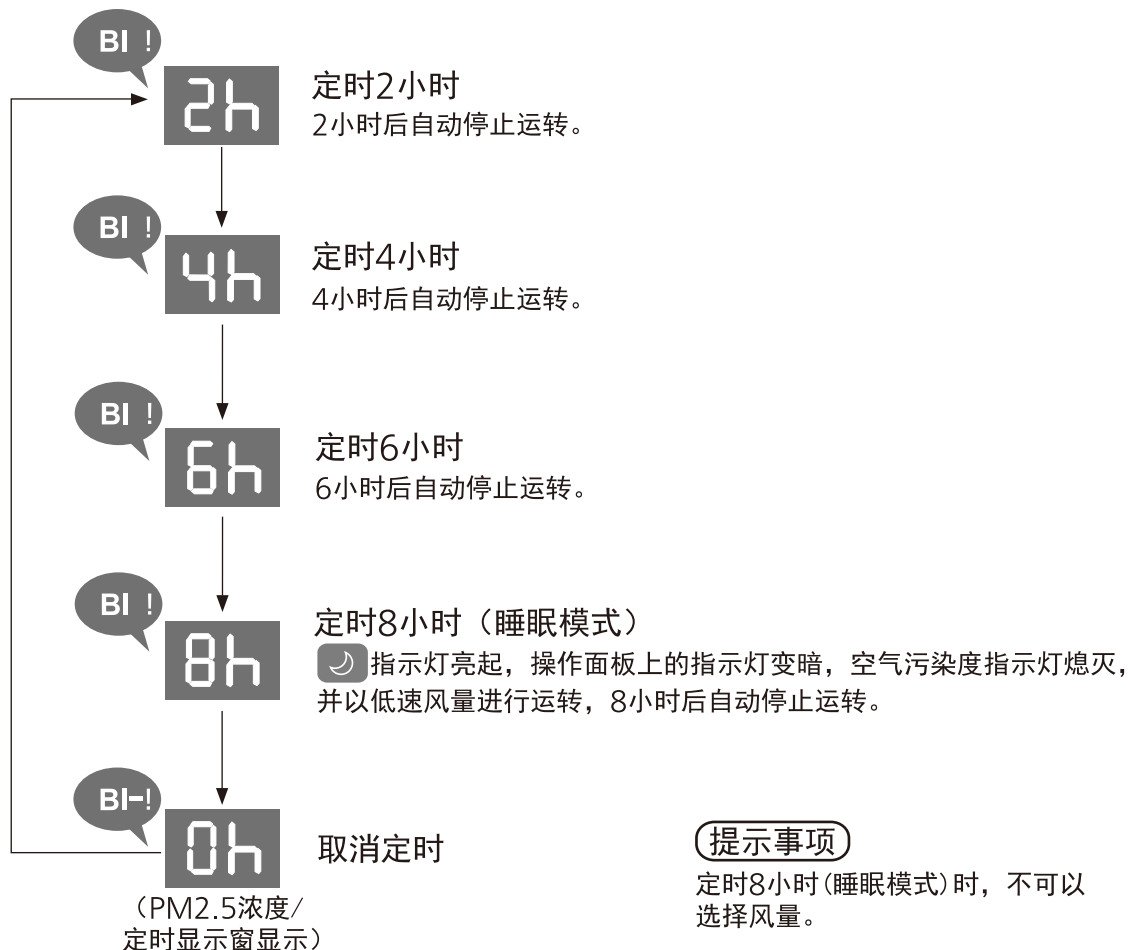 BI !
2h
定时2小时
2小时后自动停止运转。
BI !
4h
定时4小时
4小时后自动停止运转。
BI !
6h
定时6小时
6小时后自动停止运转。
BI !
8h
定时8小时（睡眠模式）
指示灯亮起，操作面板上的指示灯变暗，空气污染度指示灯熄灭，
并以低速风量进行运转，8小时后自动停止运转。
BI-!
0h
取消定时
（PM2.5浓度/
定时显示窗显示）
提示事项
定时8小时(睡眠模式)时，不可以
选择风量。